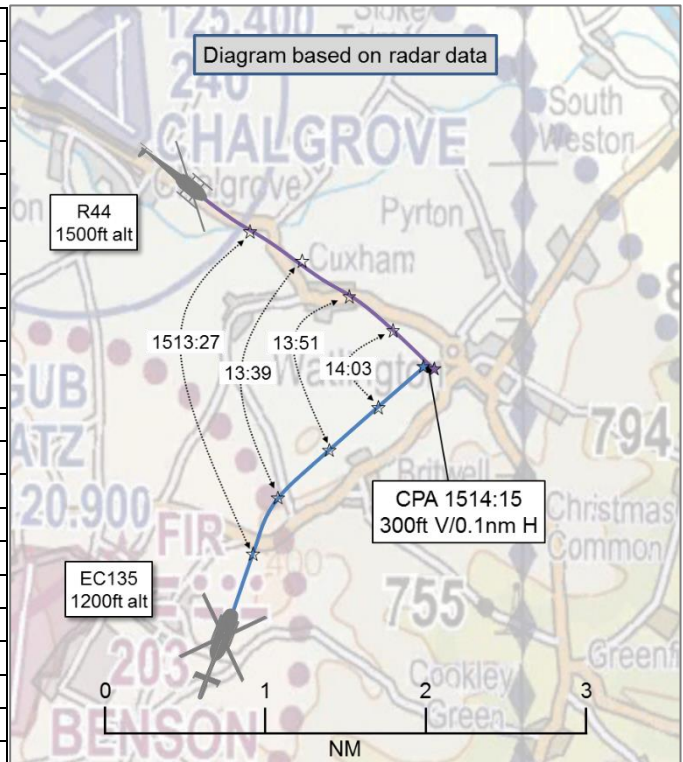 125.400
Diagram based on radar data
240
South
Weston
CHALGROVE
Chalgrove
R44
1500ft alt
Pyrton
Cuxham
1513:27
13:39
13:51
14:03
Watlington
GUB
ATZ
794
Britwell
20.900
FIR
CPA 1514:15
300ft V/0.1nm H
Christmas
Common
400
EC135
1200ft alt
755
203
BENSON
Cookley
Green
Greenf
0 1 2 3
NM